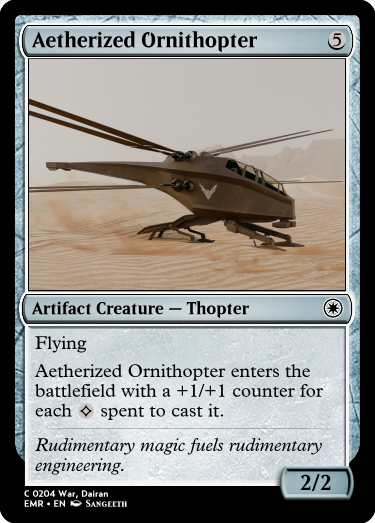 Aetherized Ornithopter 5
Artifact Creature — Thopter
Flying
Aetherized Ornithopter enters the
battlefield with a +1/+1 counter for
each spent to cast it.
Rudimentary magic fuels rudimentary
engineering.
2/2
C 0204 War, Dairan
EMR • EN Sangeeth